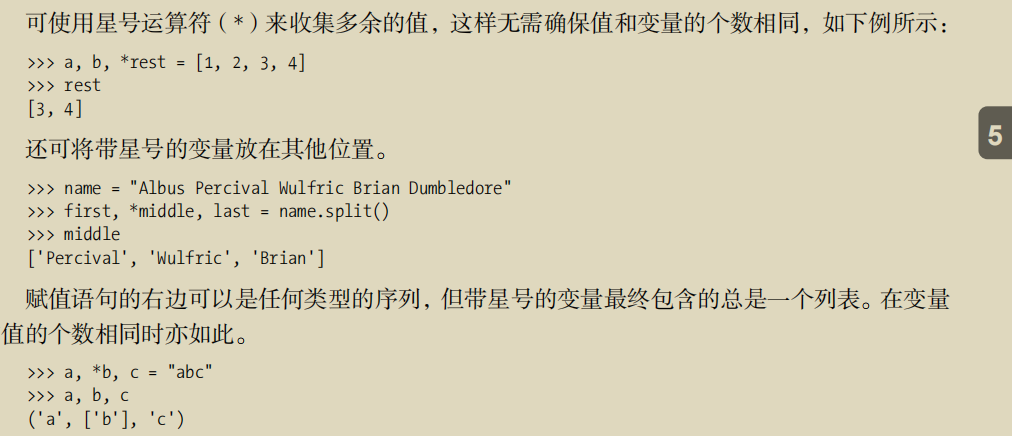 可使用星号运算符（*）来收集多余的值，这样无需确保值和变量的个数相同，如下例所示：
>>> a, b, *rest = [1, 2, 3, 4]
>>> rest
[3, 4]
还可将带星号的变量放在其他位置。
5
>>> name = "Albus Percival Wulfric Brian Dumbledore"
>>> first, *middle, last = name.split()
>>> middle
['Percival', 'Wulfric', 'Brian']
赋值语句的右边可以是任何类型的序列，但带星号的变量最终包含的总是一个列表。在变量
值的个数相同时亦如此。
>>> a, *b, c = "abc"
>>> a, b, c
('a', ['b'], 'c')